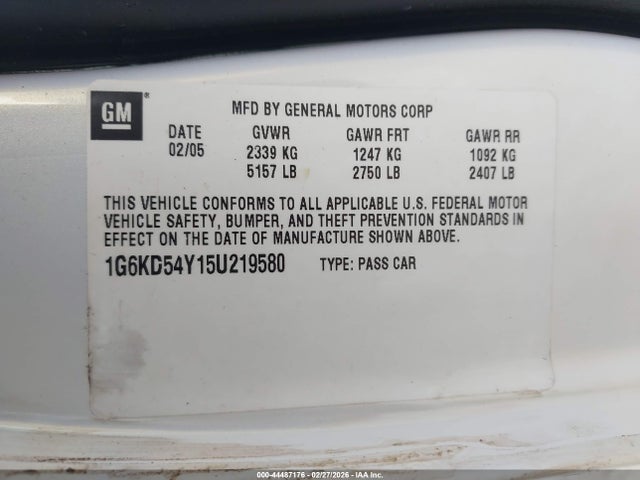 GM®
MFD BY GENERAL MOTORS CORP
DATE GVWR GAWR FRT GAWR RR
02/05 2339 KG 1247 KG 1092 KG
5157 LB 2750 LB 2407 LB
THIS VEHICLE CONFORMS TO ALL APPLICABLE U.S. FEDERAL MOTOR
VEHICLE SAFETY, BUMPER, AND THEFT PREVENTION STANDARDS IN
EFFECT ON THE DATE OF MANUFACTURE SHOWN ABOVE.
1G6KD54Y15U219580 TYPE: PASS CAR
000-44487176 - 02/27/2026 - IAA Inc.